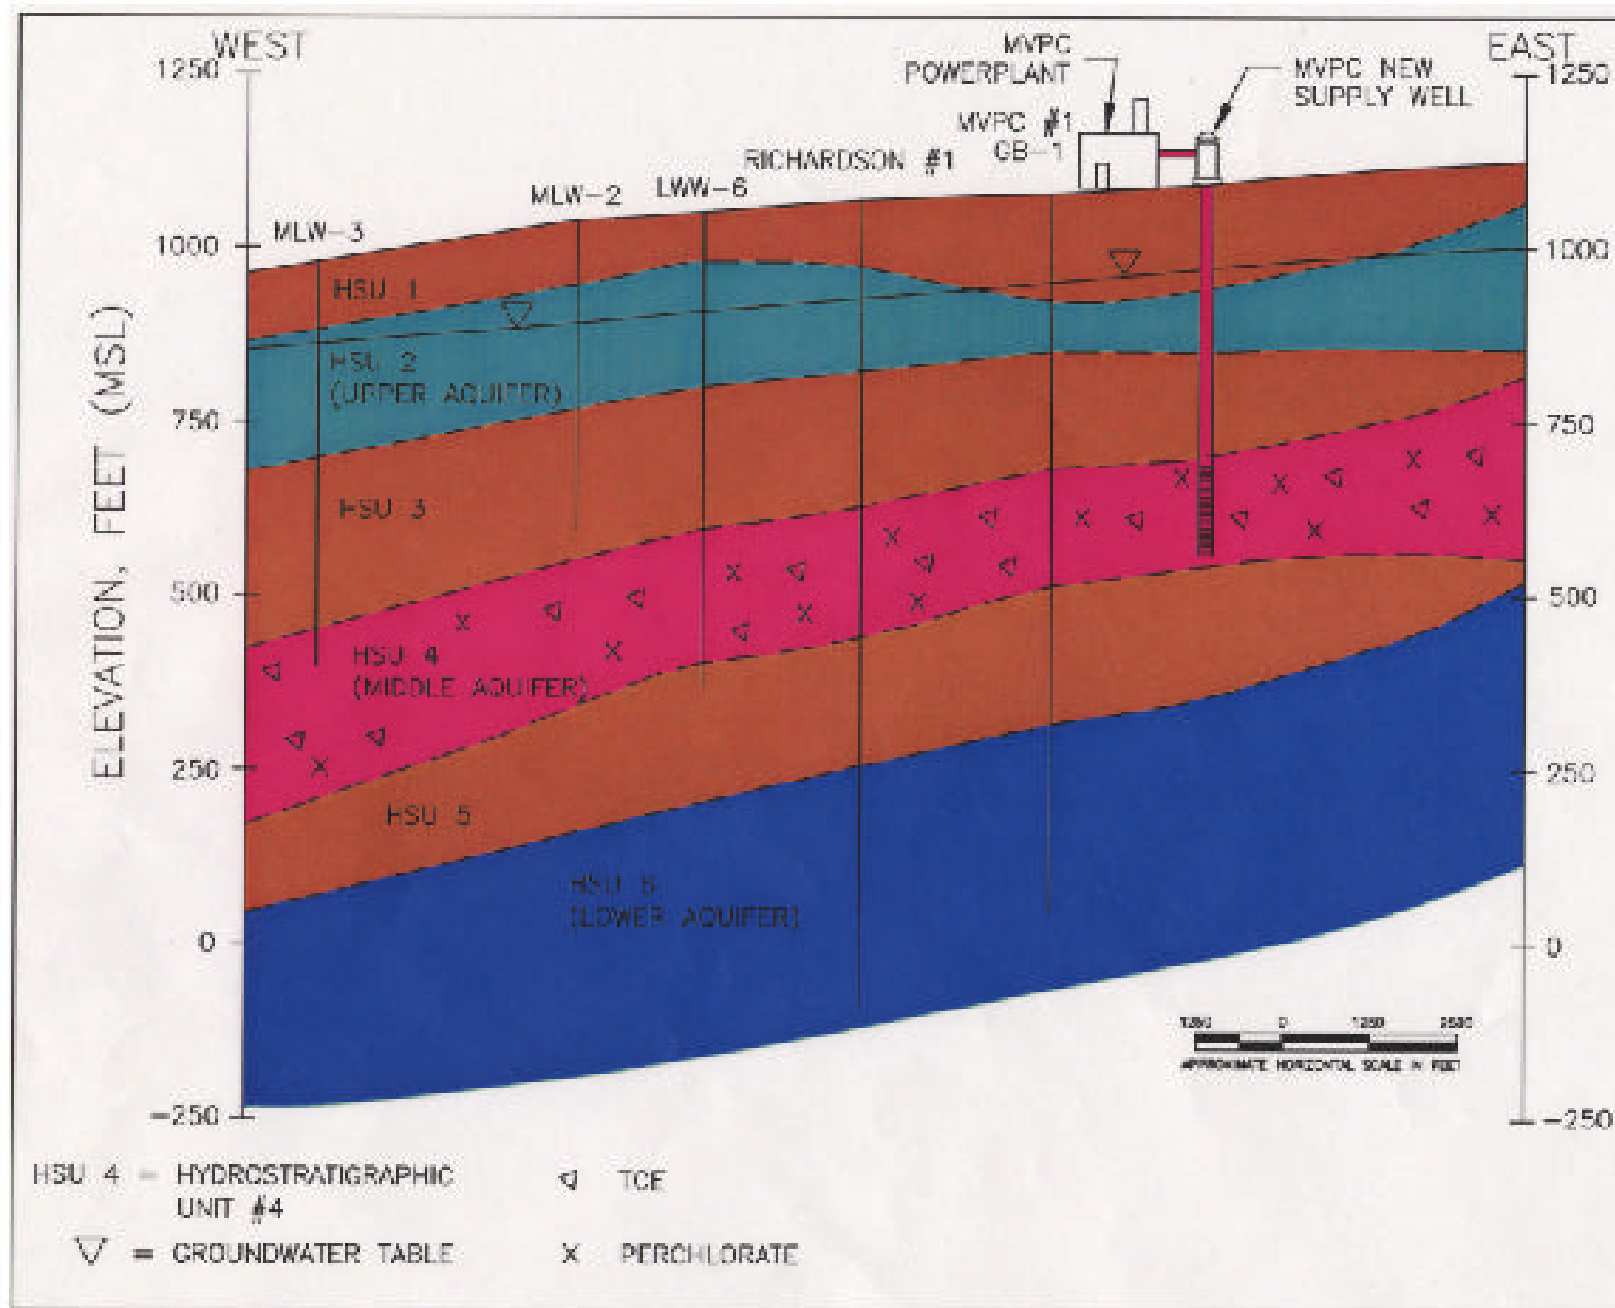 WEST
EAST
MVPC
POWERPLANT
MVPC NEW
SUPPLY WELL
MVPC #1
GB-1
RICHARDSON #1
MLW-2
LWW-6
MLW-3
1250
1000
750
500
250
0
-250
1250
1000
750
500
250
0
-250
ELEVATION, FEET (MSL)
HSU 1
HSU 2
(UPPER AQUIFER)
HSU 3
HSU 4
(MIDDLE AQUIFER)
HSU 5
HSU 6
(LOWER AQUIFER)
1250 0 1250 2500
APPROXIMATE HORIZONTAL SCALE IN FEET
HSU 4 = HYDROSTRATIGRAPHIC
UNIT #4
TCE
= GROUNDWATER TABLE
X PERCHLORATE